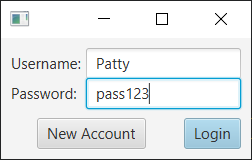 Username: Patty
Password: pass123
New Account Login